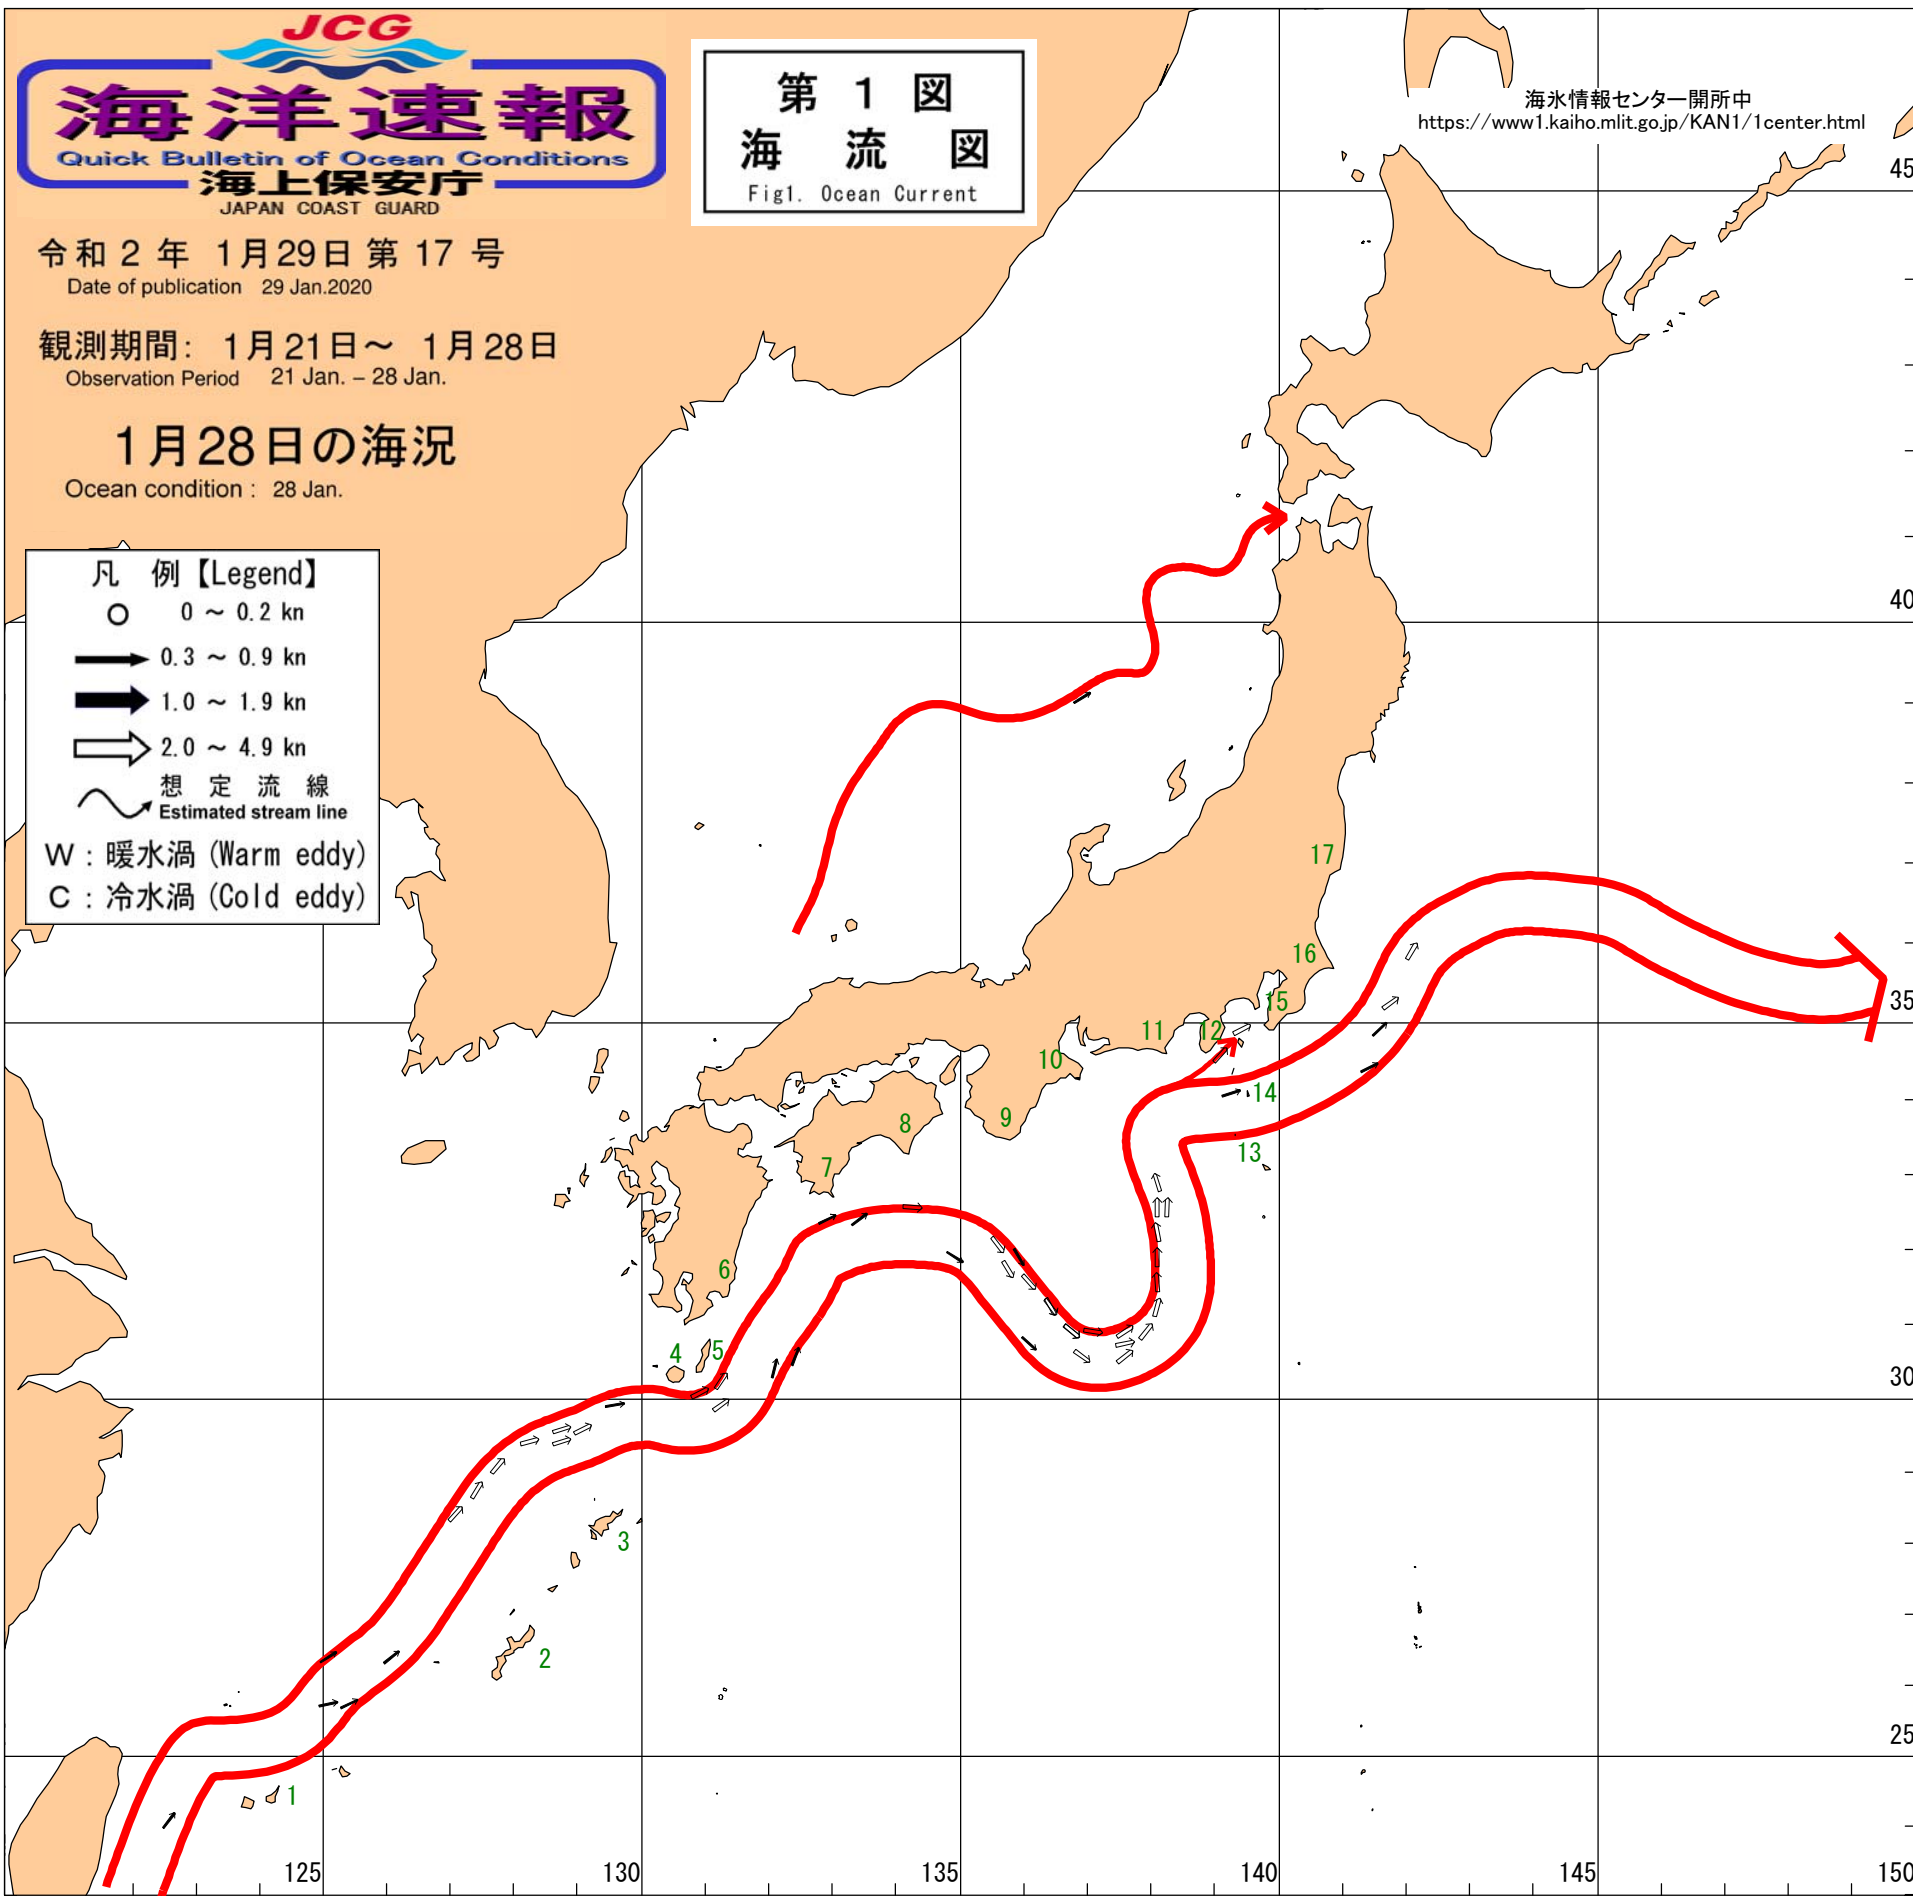 JCG
海洋速報
Quick Bulletin of Ocean Conditions
海上保安庁
JAPAN COAST GUARD
第 1 図
海 流 図
Fig1. Ocean Current
海氷情報センター開所中
https://www1.kaiho.mlit.go.jp/KAN1/1center.html
令和 2 年 1月29日 第 17 号
Date of publication 29 Jan.2020
観測期間： 1月21日～ 1月28日
Observation Period 21 Jan. – 28 Jan.
1月28日の海況
Ocean condition : 28 Jan.
凡 例【Legend】
0 ～ 0.2 kn
0.3 ～ 0.9 kn
1.0 ～ 1.9 kn
2.0 ～ 4.9 kn
想 定 流 線
Estimated stream line
W : 暖水渦 (Warm eddy)
C : 冷水渦 (Cold eddy)
45
40
17
16
35
15
12
11
10
14
9
8
13
7
6
5
4
30
3
2
25
1
125
130
135
140
145
150